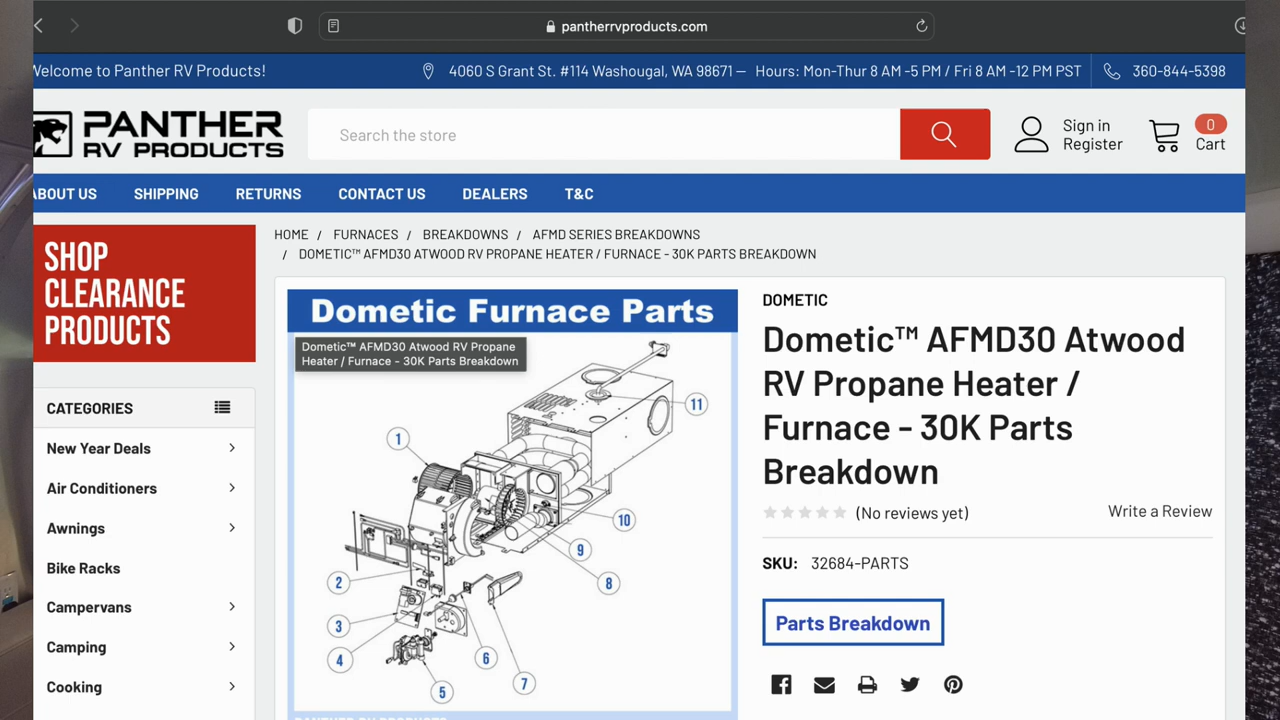 pantherrvproducts.com
Welcome to Panther RV Products!
4060 S Grant St. #114 Washougal, WA 98671 — Hours: Mon-Thur 8 AM -5 PM / Fri 8 AM -12 PM PST
360-844-5398
PANTHER
RV PRODUCTS
Search the store
Sign in
Register
0
Cart
ABOUT US
SHIPPING
RETURNS
CONTACT US
DEALERS
T&C
SHOP
CLEARANCE
PRODUCTS
HOME / FURNACES / BREAKDOWNS / AFMD SERIES BREAKDOWNS
/ DOMETIC™ AFMD30 ATWOOD RV PROPANE HEATER / FURNACE - 30K PARTS BREAKDOWN
CATEGORIES
New Year Deals
Air Conditioners
Awnings
Bike Racks
Campervans
Camping
Cooking
Dometic Furnace Parts
Dometic™ AFMD30 Atwood RV Propane
Heater / Furnace - 30K Parts Breakdown
11
1
10
9
8
2
3
4
6
7
5
PANTHER RV PRODUCTS
DOMETIC
Dometic™ AFMD30 Atwood
RV Propane Heater /
Furnace - 30K Parts
Breakdown
(No reviews yet)
Write a Review
SKU: 32684-PARTS
Parts Breakdown